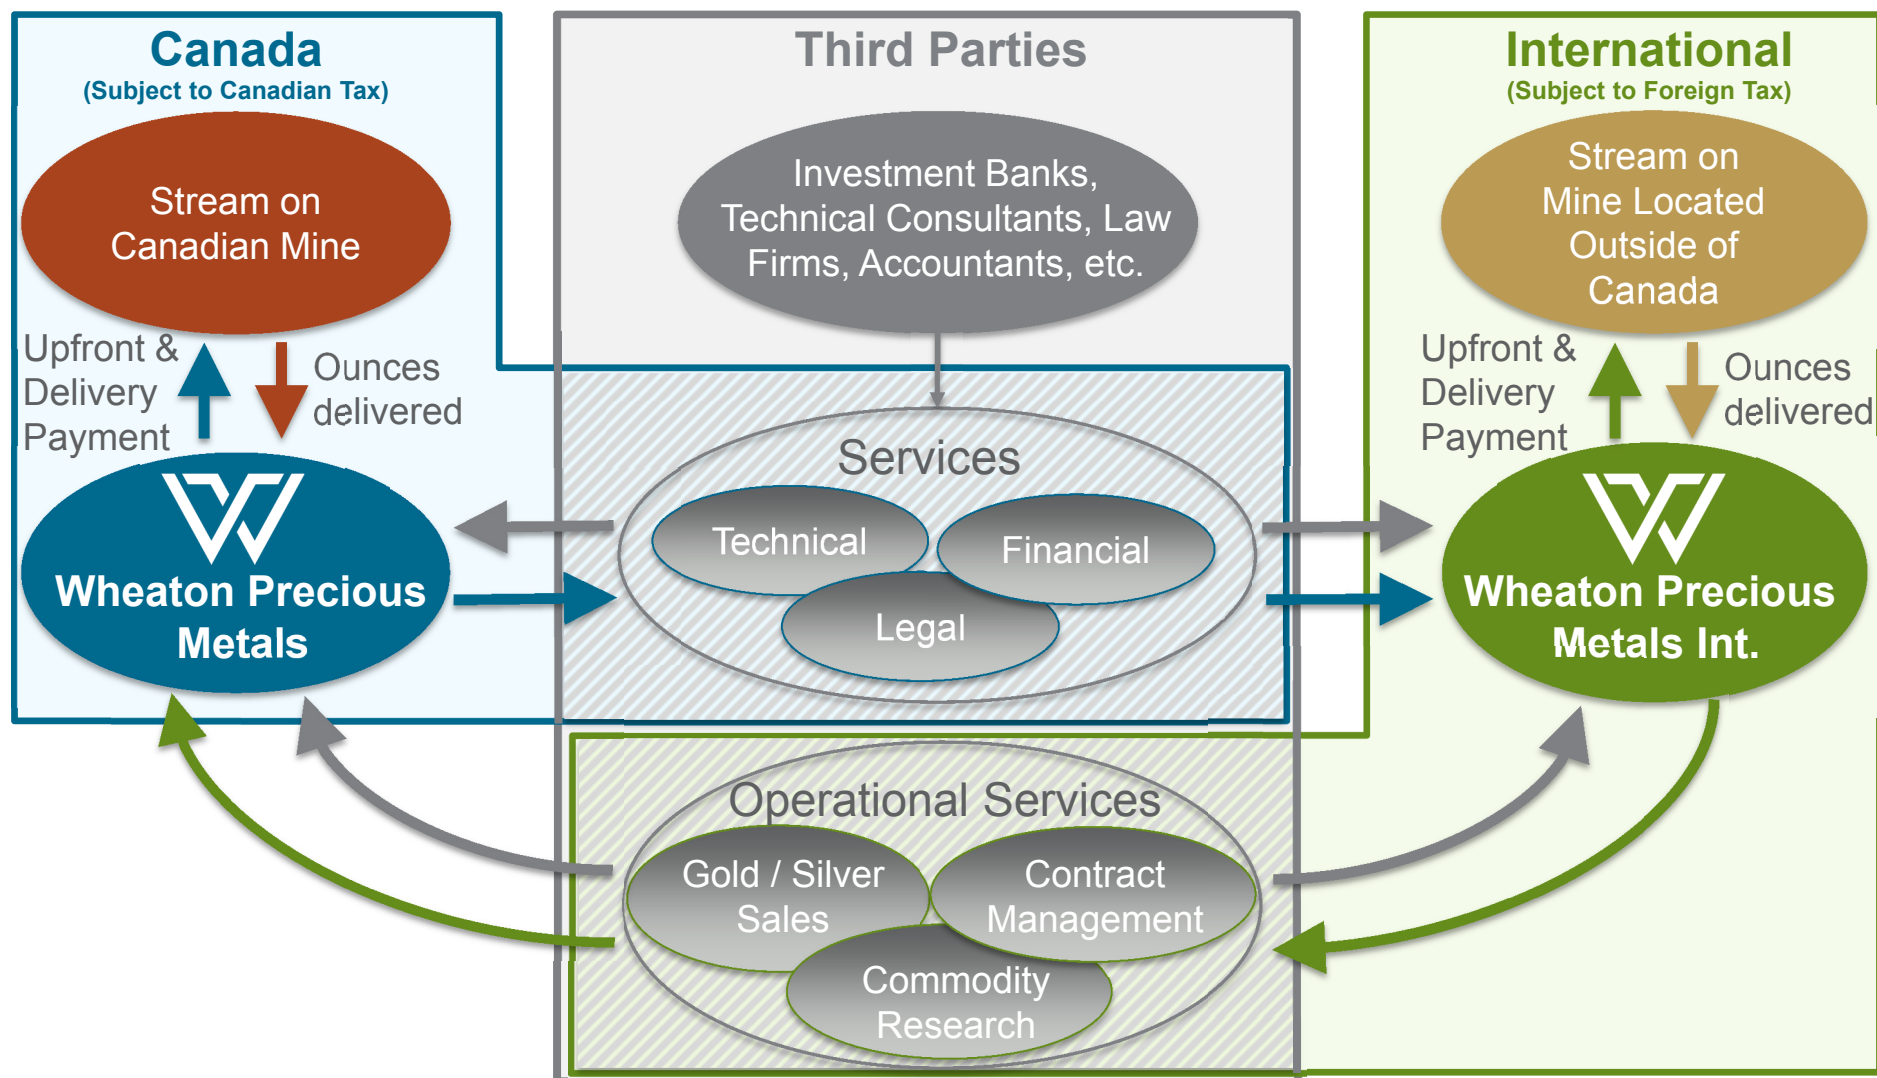 Canada
(Subject to Canadian Tax)
Stream on
Canadian Mine
Upfront &
Delivery
Payment
Ounces
delivered
Wheaton Precious
Metals
Third Parties
Investment Banks,
Technical Consultants, Law
Firms, Accountants, etc.
Services
Technical
Financial
Legal
Operational Services
Gold / Silver
Sales
Contract
Management
Commodity
Research
International
(Subject to Foreign Tax)
Stream on
Mine Located
Outside of
Canada
Upfront &
Delivery
Payment
Ounces
delivered
Wheaton Precious
Metals Int.